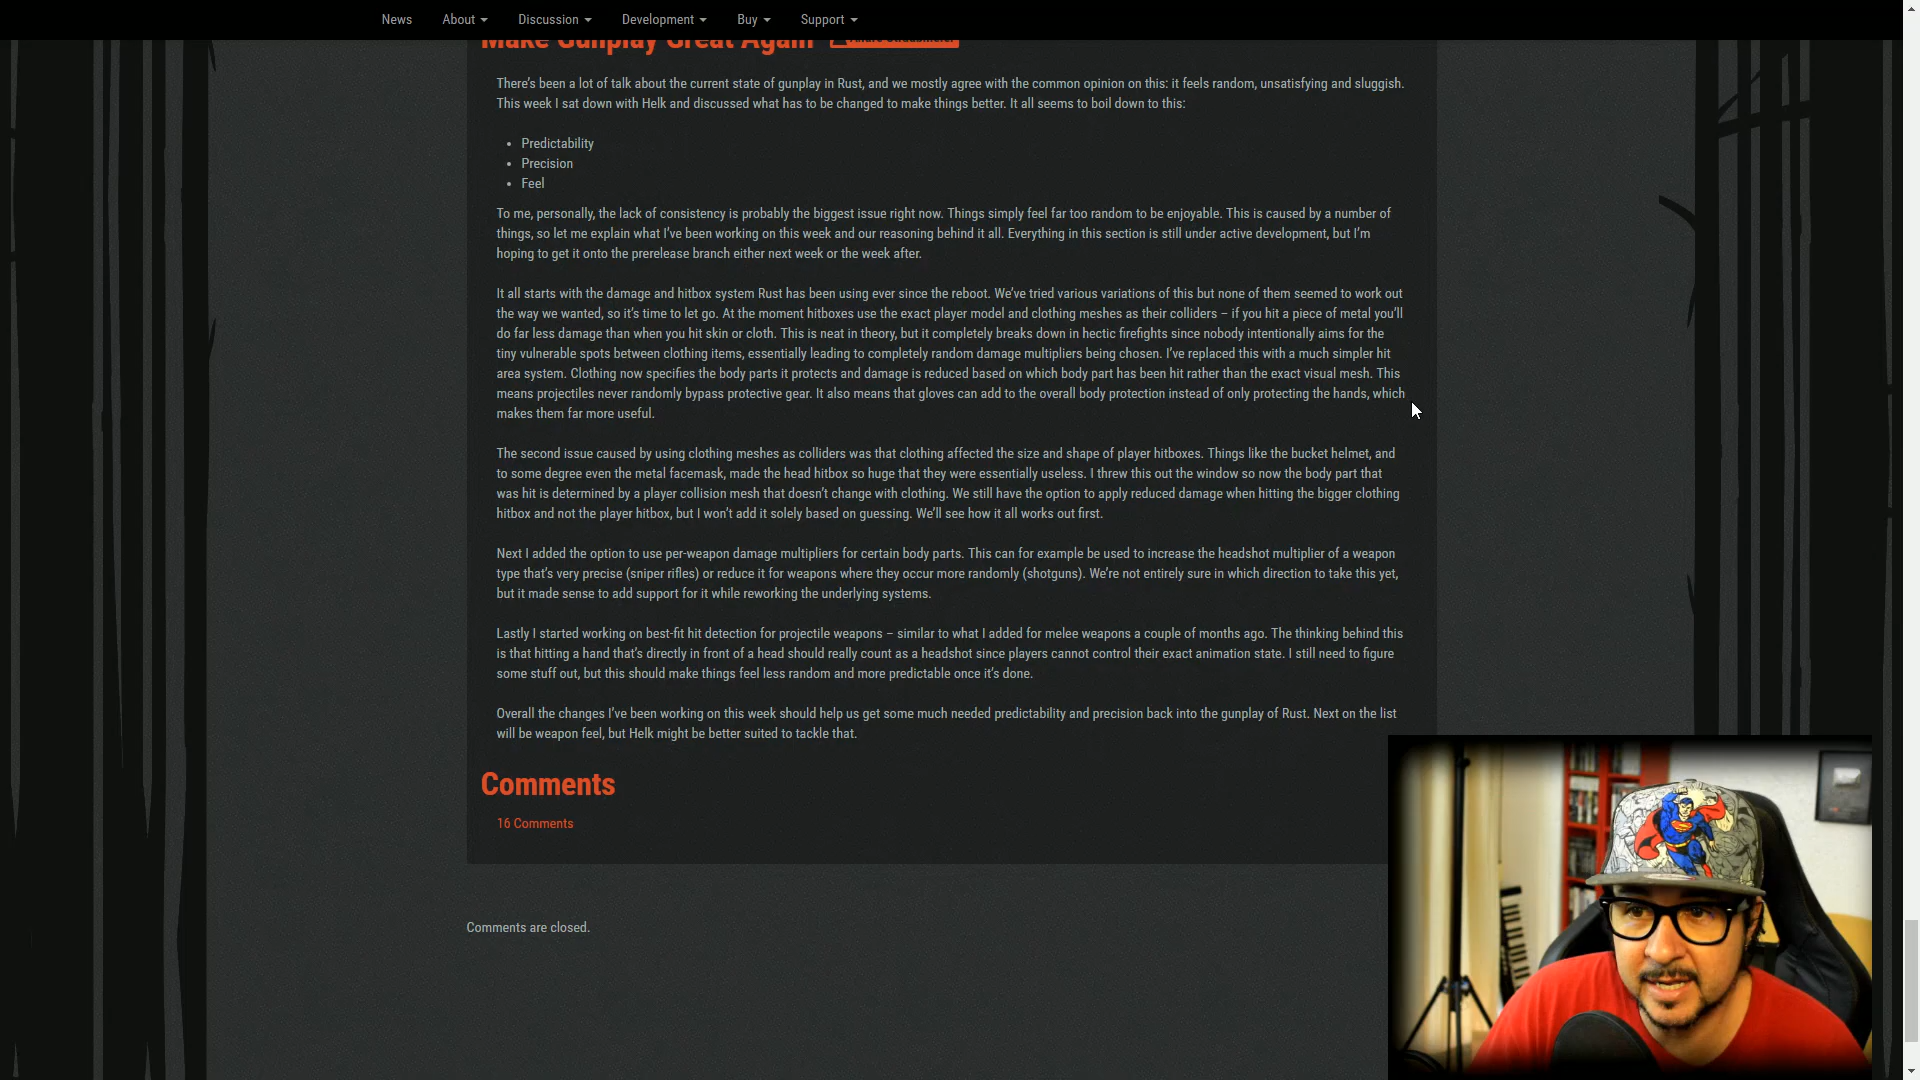 News About Discussion Development Buy Support
Make Gunplay Great Again
There's been a lot of talk about the current state of gunplay in Rust, and we mostly agree with the common opinion on this: it feels random, unsatisfying and sluggish.
This week I sat down with Helk and discussed what has to be changed to make things better. It all seems to boil down to this:
• Predictability
• Precision
• Feel
To me, personally, the lack of consistency is probably the biggest issue right now. Things simply feel far too random to be enjoyable. This is caused by a number of
things, so let me explain what I've been working on this week and our reasoning behind it all. Everything in this section is still under active development, but I'm
hoping to get it onto the prerelease branch either next week or the week after.
It all starts with the damage and hitbox system Rust has been using ever since the reboot. We've tried various variations of this but none of them seemed to work out
the way we wanted, so it's time to let go. At the moment hitboxes use the exact player model and clothing meshes as their colliders – if you hit a piece of metal you'll
do far less damage than when you hit skin or cloth. This is neat in theory, but it completely breaks down in hectic firefights since nobody intentionally aims for the
tiny vulnerable spots between clothing items, essentially leading to completely random damage multipliers being chosen. I've replaced this with a much simpler hit
area system. Clothing now specifies the body parts it protects and damage is reduced based on which body part has been hit rather than the exact visual mesh. This
means projectiles never randomly bypass protective gear. It also means that gloves can add to the overall body protection instead of only protecting the hands, which
makes them far more useful.
The second issue caused by using clothing meshes as colliders was that clothing affected the size and shape of player hitboxes. Things like the bucket helmet, and
to some degree even the metal facemask, made the head hitbox so huge that they were essentially useless. I threw this out the window so now the body part that
was hit is determined by a player collision mesh that doesn't change with clothing. We still have the option to apply reduced damage when hitting the bigger clothing
hitbox and not the player hitbox, but I won't add it solely based on guessing. We'll see how it all works out first.
Next I added the option to use per-weapon damage multipliers for certain body parts. This can for example be used to increase the headshot multiplier of a weapon
type that's very precise (sniper rifles) or reduce it for weapons where they occur more randomly (shotguns). We're not entirely sure in which direction to take this yet,
but it made sense to add support for it while reworking the underlying systems.
Lastly I started working on best-fit hit detection for projectile weapons – similar to what I added for melee weapons a couple of months ago. The thinking behind this
is that hitting a hand that's directly in front of a head should really count as a headshot since players cannot control their exact animation state. I still need to figure
some stuff out, but this should make things feel less random and more predictable once it's done.
Overall the changes I've been working on this week should help us get some much needed predictability and precision back into the gunplay of Rust. Next on the list
will be weapon feel, but Helk might be better suited to tackle that.
Comments
16 Comments
Comments are closed.